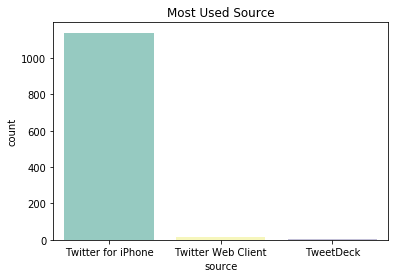 Most Used Source
count
1000
800
600
400
200
0
Twitter for iPhone Twitter Web Client TweetDeck
source